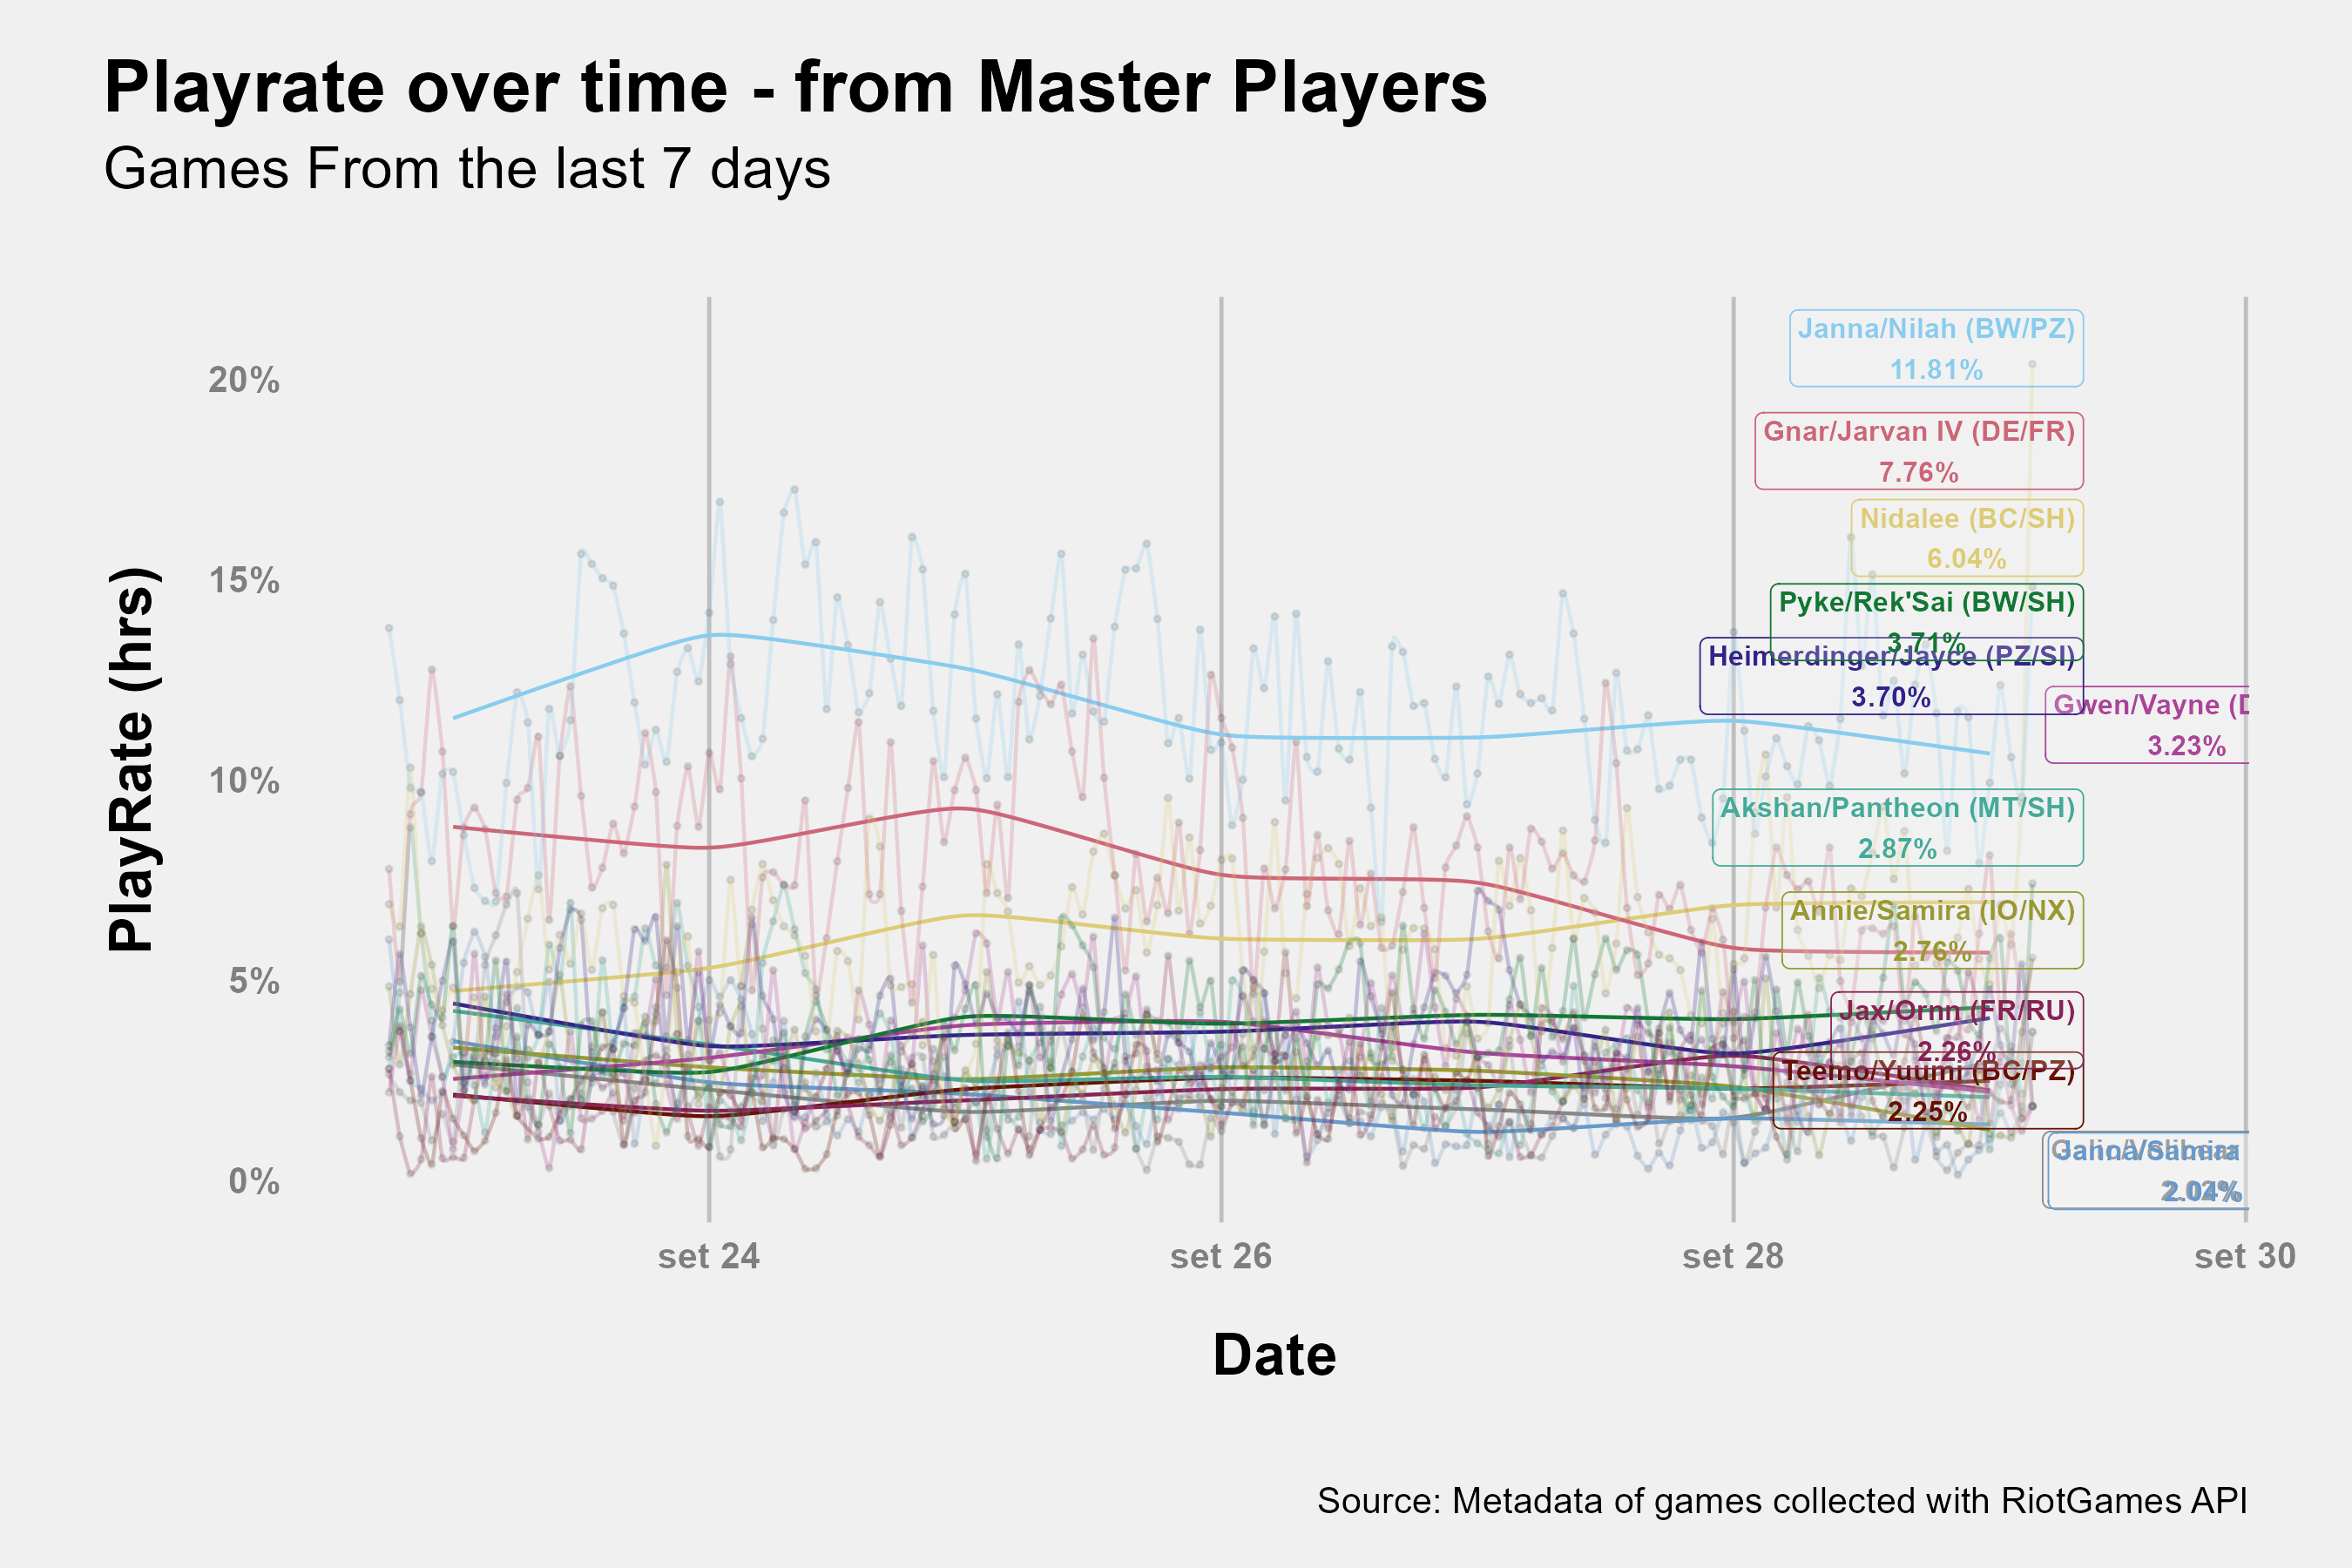 Playrate over time - from Master Players
Games From the last 7 days
PlayRate (hrs)
20%
15%
10%
5%
0%
Janna/Nilah (BW/PZ)
11.81%
Gnar/Jarvan IV (DE/FR)
7.76%
Nidalee (BC/SH)
6.04%
Pyke/Rek'Sai (BW/SH)
3.71%
Heimerdinger/Jayce (PZ/SI)
3.70%
Gwen/Vayne (D
3.23%
Akshan/Pantheon (MT/SH)
2.87%
Annie/Samira (IO/NX)
2.76%
Jax/Ornn (FR/RU)
2.26%
Teemo/Yuumi (BC/PZ)
2.25%
2.04%
set 24
set 26
set 28
set 30
Date
Source: Metadata of games collected with RiotGames API